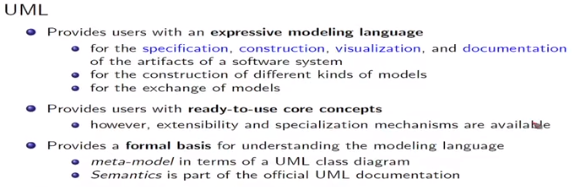 UML
Provides users with an expressive modeling language
for the specification, construction, visualization, and documentation
of the artifacts of a software system
for the construction of different kinds of models
for the exchange of models
Provides users with ready-to-use core concepts
however, extensibility and specialization mechanisms are available
Provides a formal basis for understanding the modeling language
meta-model in terms of a UML class diagram
Semantics is part of the official UML documentation